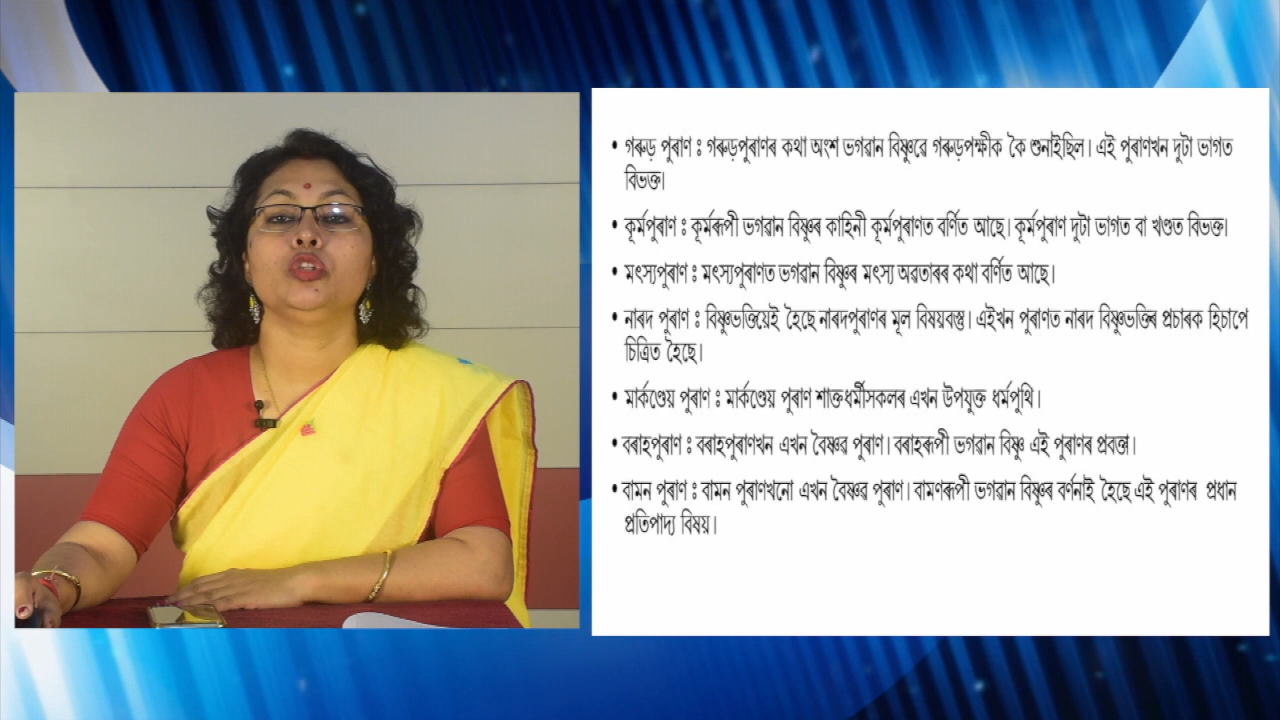 • গৰুড় পুৰাণ ঃ গৰুড়পুৰাণৰ কথা অংশ ভগৱান বিষ্ণুৱে গৰুড়পক্ষীক কৈ শুনাইছিল। এই পুৰাণখন দুটা ভাগত
বিভক্ত।
• কূৰ্মপুৰাণ ঃ কূৰ্মৰূপী ভগৱান বিষ্ণুৰ কাহিনী কূৰ্মপুৰাণত বৰ্ণিত আছে। কূৰ্মপুৰাণ দুটা ভাগত বা খণ্ডত বিভক্ত।
• মৎস্যপুৰাণ ঃ মৎস্যপুৰাণত ভগৱান বিষ্ণুৰ মৎস্য অৱতাৰৰ কথা বৰ্ণিত আছে।
• নাৰদ পুৰাণ ঃ বিষ্ণুভক্তিয়েই হৈছে নাৰদপুৰাণৰ মূল বিষয়বস্তু। এইখন পুৰাণত নাৰদ বিষ্ণুভক্তিৰ প্ৰচাৰক হিচাপে
চিত্ৰিত হৈছে।
• মাৰ্কণ্ডেয় পুৰাণ ঃ মাৰ্কণ্ডেয় পুৰাণ শাক্তধৰ্মীসকলৰ এখন উপযুক্ত ধৰ্মপুথি।
• বৰাহপুৰাণ ঃ বৰাহপুৰাণখন এখন বৈষ্ণৱ পুৰাণ। বৰাহৰূপী ভগৱান বিষ্ণু এই পুৰাণৰ প্ৰবক্তা।
• বামন পুৰাণ ঃ বামন পুৰাণখনো এখন বৈষ্ণৱ পুৰাণ। বামণৰূপী ভগৱান বিষ্ণুৰ বৰ্ণনাই হৈছে এই পুৰাণৰ প্ৰধান
প্ৰতিপাদ্য বিষয়।